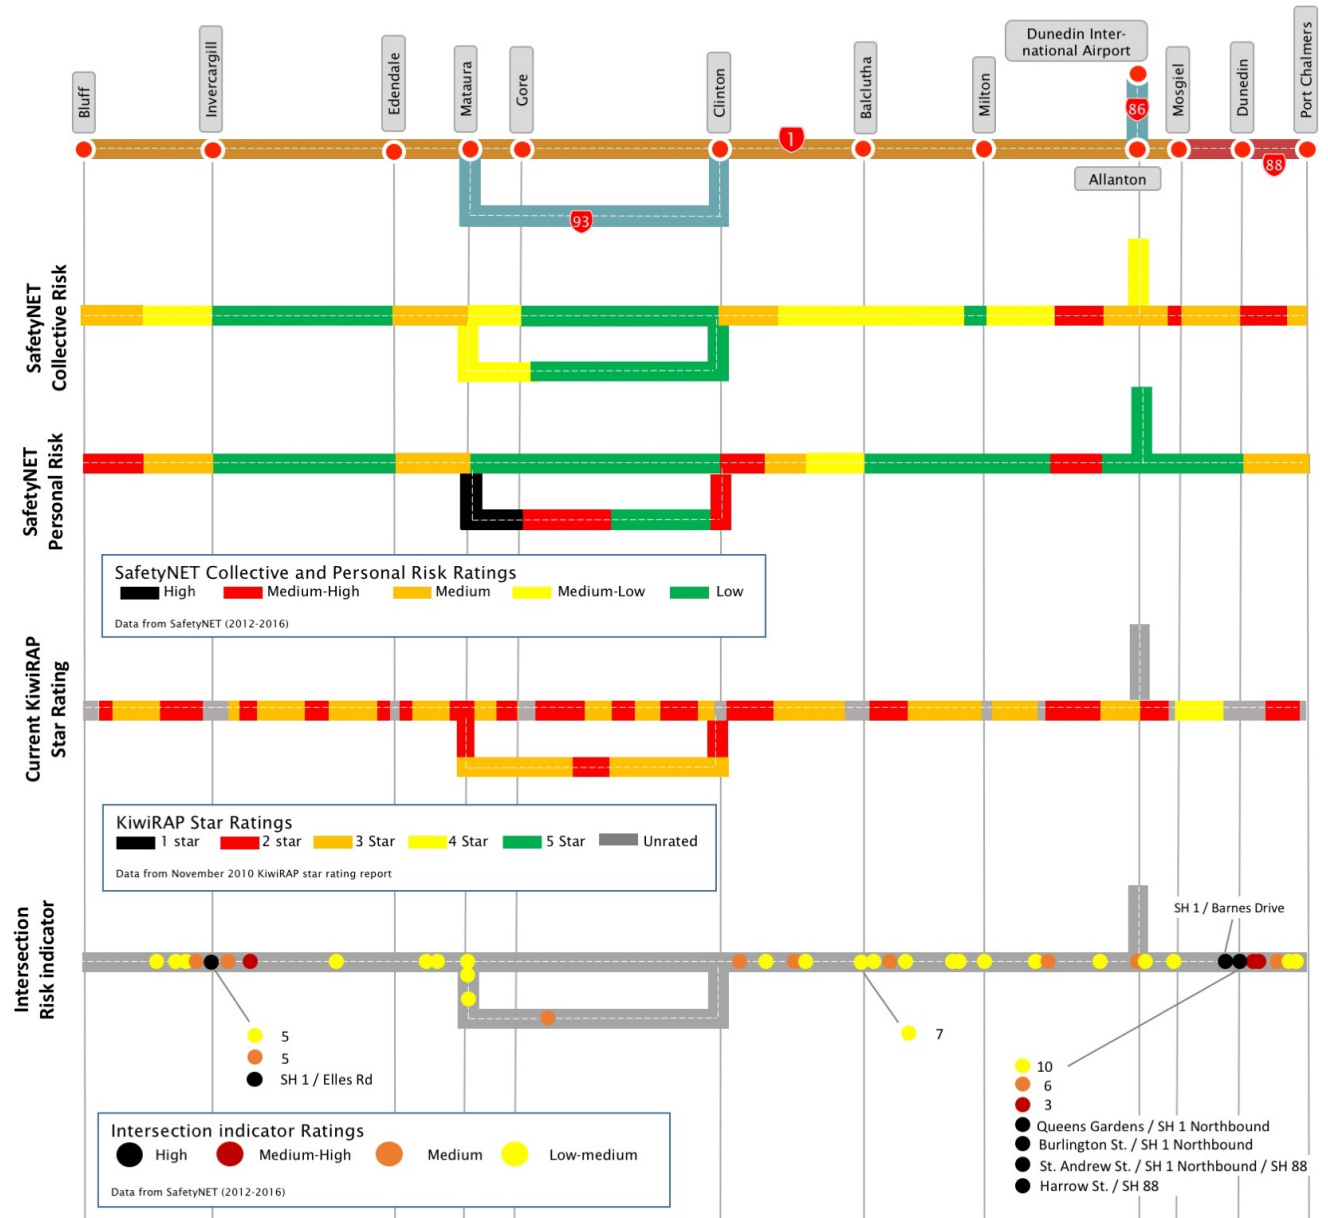 Bluff
Invercargill
Edendale
Mataura
Gore
Clinton
Balclutha
Milton
Dunedin Inter-
national Airport
Mosgiel
Dunedin
Port Chalmers
86
1
88
Allanton
93
SafetyNET
Collective Risk
SafetyNET
Personal Risk
SafetyNET Collective and Personal Risk Ratings
High Medium-High Medium Medium-Low Low
Data from SafetyNET (2012-2016)
Current KiwiRAP
Star Rating
KiwiRAP Star Ratings
1 star 2 star 3 Star 4 Star 5 Star Unrated
Data from November 2010 KiwiRAP star rating report
Intersection
Risk indicator
SH 1 / Barnes Drive
5
5
SH 1 / Elles Rd
7
10
6
3
Queens Gardens / SH 1 Northbound
Burlington St. / SH 1 Northbound
St. Andrew St. / SH 1 Northbound / SH 88
Harrow St. / SH 88
Intersection indicator Ratings
High Medium-High Medium Low-medium
Data from SafetyNET (2012-2016)